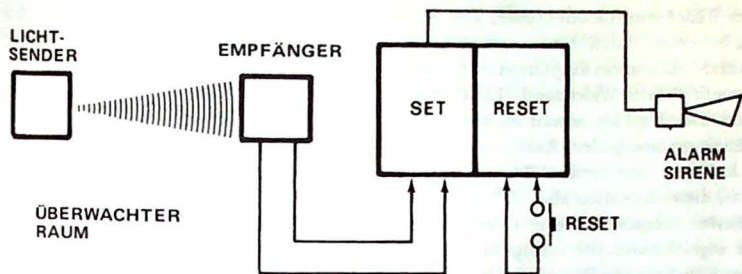 LICHT-
SENDER
EMPFÄNGER
SET
RESET
ALARM
SIRENE
RESET
ÜBERWACHTER
RAUM